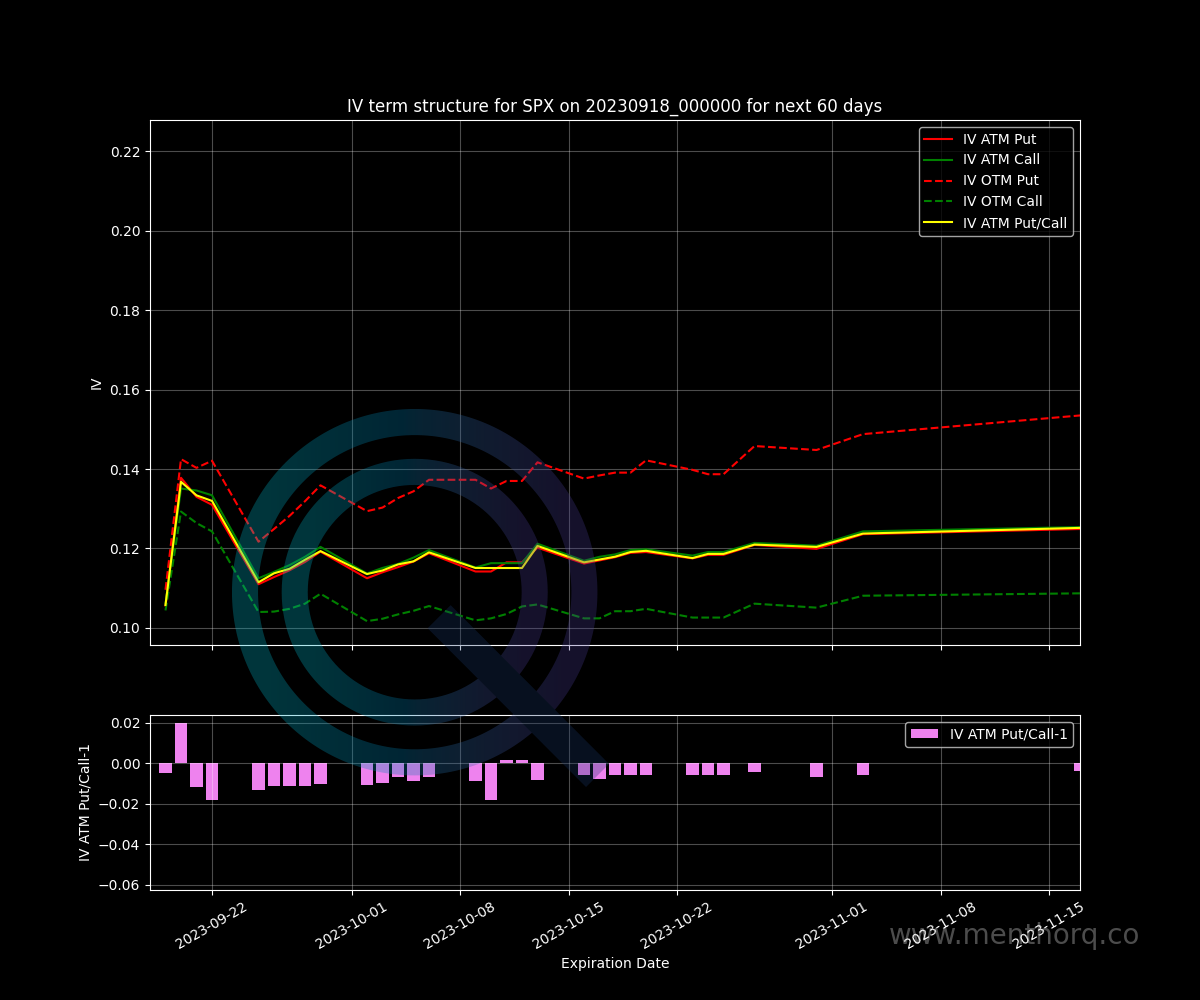 IV term structure for SPX on 20230918_000000 for next 60 days
IV ATM Put
IV ATM Call
IV OTM Put
IV OTM Call
IV ATM Put/Call
0.22
0.20
0.18
0.16
0.14
0.12
0.10
IV
IV ATM Put/Call-1
0.02
0.00
−0.02
−0.04
−0.06
IV ATM Put/Call-1
2023-09-22
2023-10-01
2023-10-08
2023-10-15
2023-10-22
2023-11-01
2023-11-08
2023-11-15
www.menthorq.co
Expiration Date